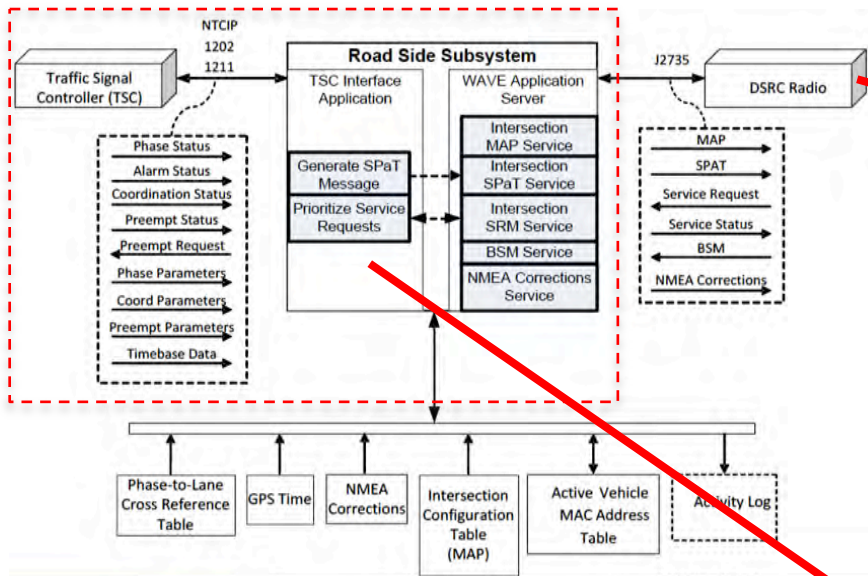 NTCIP
1202
1211
Traffic Signal
Controller (TSC)
Road Side Subsystem
TSC Interface
Application
WAVE Application
Server
J2735
DSRC Radio
Phase Status
Alarm Status
Coordination Status
Preempt Status
Preempt Request
Phase Parameters
Coord Parameters
Preempt Parameters
Timebase Data
Generate SPaT
Message
Prioritize Service
Requests
Intersection
MAP Service
Intersection
SPaT Service
Intersection
SRM Service
BSM Service
NMEA Corrections
Service
MAP
SPAT
Service Request
Service Status
BSM
NMEA Corrections
Phase-to-Lane
Cross Reference
Table
GPS Time
NMEA
Corrections
Intersection
Configuration
Table
(MAP)
Active Vehicle
MAC Address
Table
Activity Log